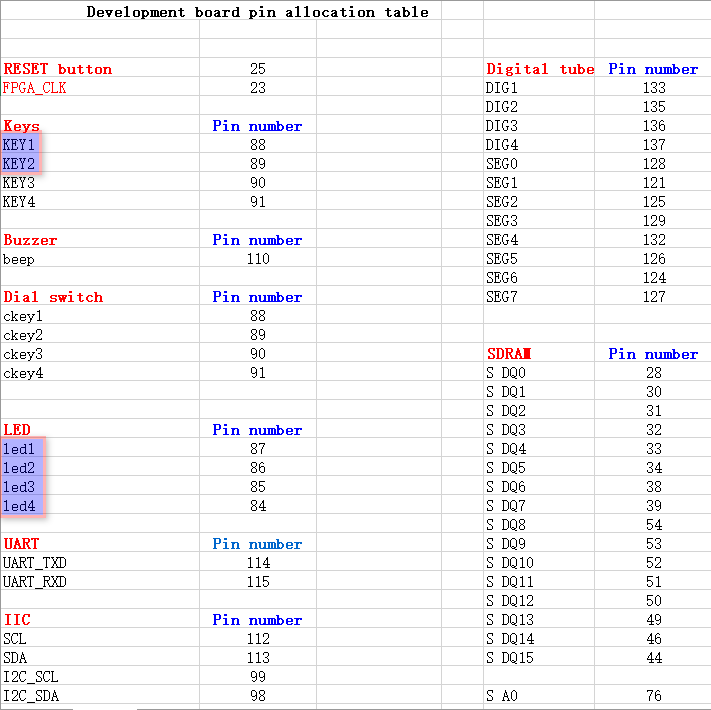 Development board pin allocation table
RESET button 25
FPGA_CLK 23
Keys Pin number
KEY1 88
KEY2 89
KEY3 90
KEY4 91
Buzzer Pin number
beep 110
Dial switch Pin number
ckey1 88
ckey2 89
ckey3 90
ckey4 91
LED Pin number
led1 87
led2 86
led3 85
led4 84
UART Pin number
UART_TXD 114
UART_RXD 115
IIC Pin number
SCL 112
SDA 113
I2C_SCL 99
I2C_SDA 98
Digital tube Pin number
DIG1 133
DIG2 135
DIG3 136
DIG4 137
SEG0 128
SEG1 121
SEG2 125
SEG3 129
SEG4 132
SEG5 126
SEG6 124
SEG7 127
SDRAM Pin number
S DQ0 28
S DQ1 30
S DQ2 31
S DQ3 32
S DQ4 33
S DQ5 34
S DQ6 38
S DQ7 39
S DQ8 54
S DQ9 53
S DQ10 52
S DQ11 51
S DQ12 50
S DQ13 49
S DQ14 46
S DQ15 44
S A0 76